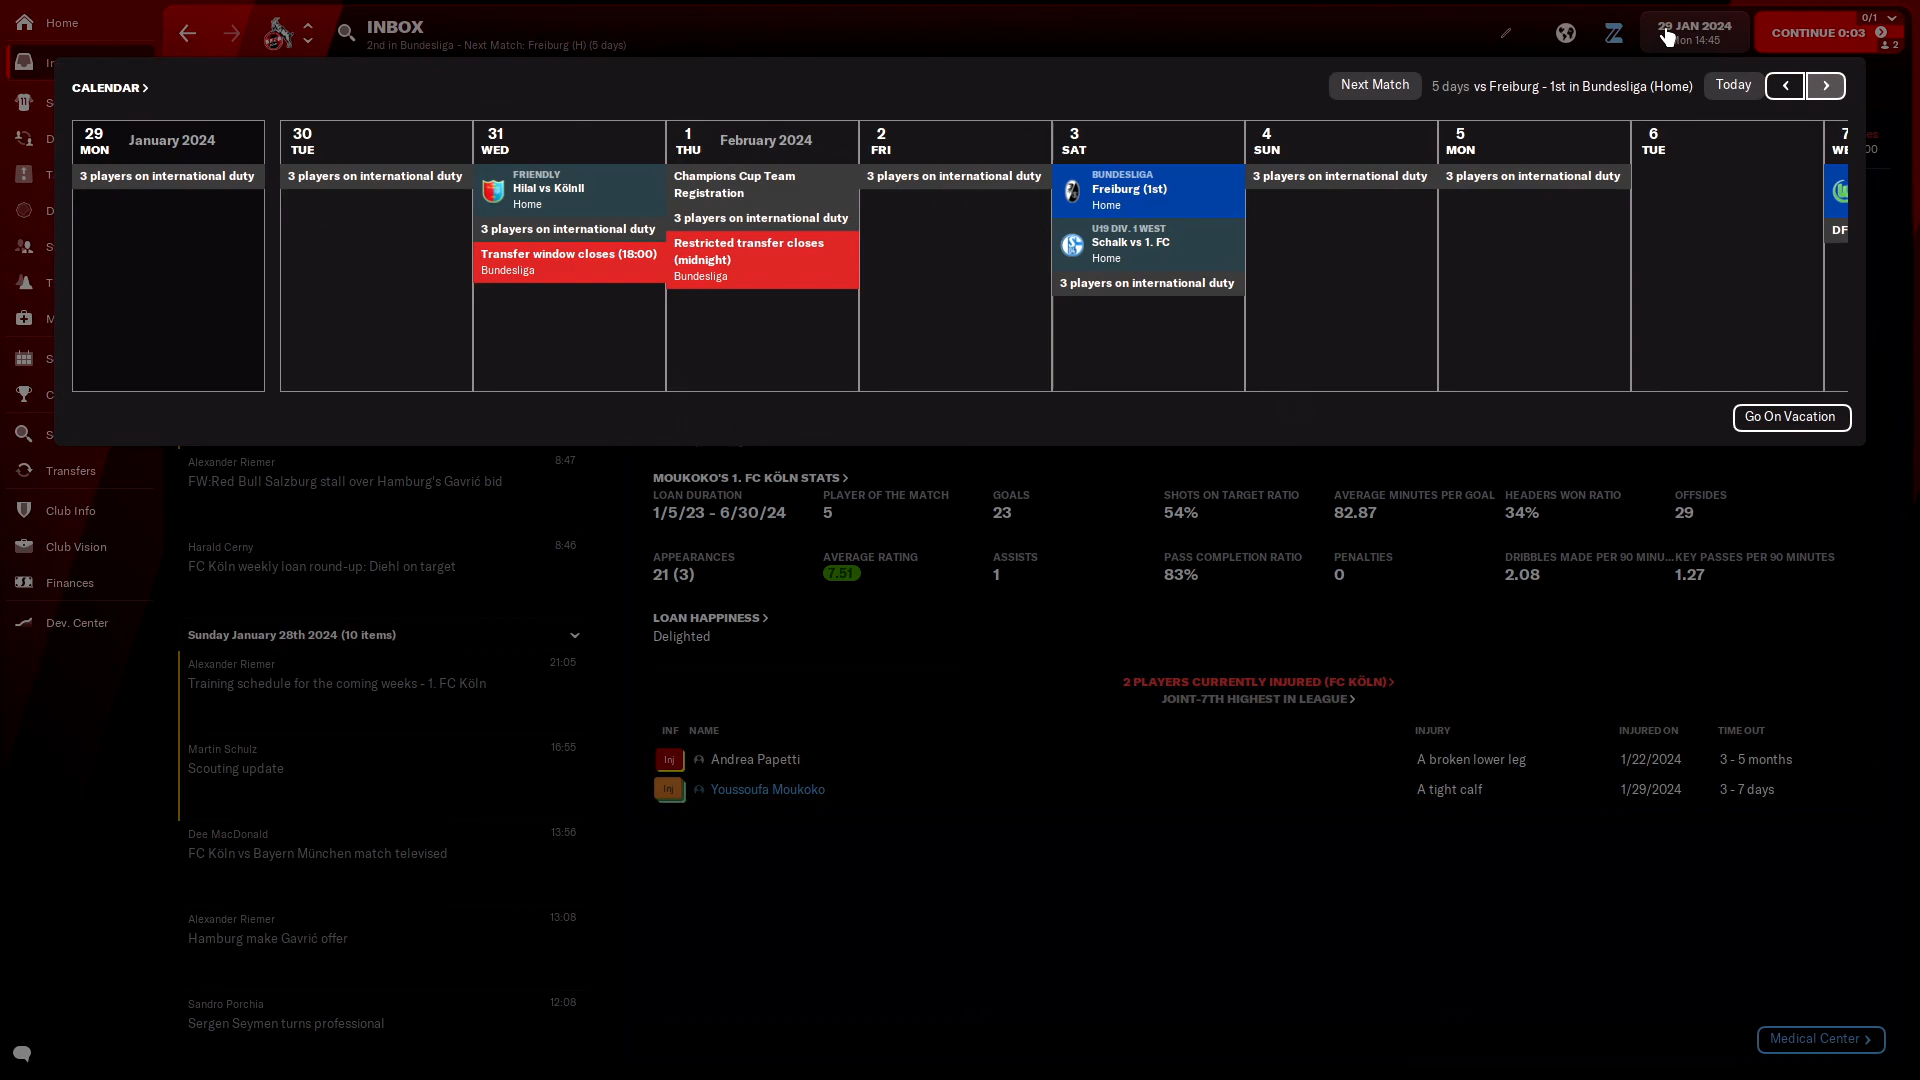 Home
INBOX
2nd in Bundesliga - Next Match: Freiburg (H) (5 days)
29 JAN 2024
Mon 14:45
CONTINUE 0:03
0/1
2
CALENDAR
Next Match
5 days vs Freiburg - 1st in Bundesliga (Home)
Today
29
MON
January 2024
3 players on international duty
30
TUE
3 players on international duty
31
WED
FRIENDLY
Hilal vs KölnII
Home
3 players on international duty
Transfer window closes (18:00)
Bundesliga
1
THU
February 2024
Champions Cup Team
Registration
3 players on international duty
Restricted transfer closes
(midnight)
Bundesliga
2
FRI
3 players on international duty
3
SAT
BUNDESLIGA
Freiburg (1st)
Home
U19 DIV. 1 WEST
Schalk vs 1. FC
Home
3 players on international duty
4
SUN
3 players on international duty
5
MON
3 players on international duty
6
TUE
7
WE
DF
Go On Vacation
Transfers
Club Info
Club Vision
Finances
Dev. Center
Alexander Riemer
8:47
FW:Red Bull Salzburg stall over Hamburg's Gavrić bid
Harald Cerny
8:46
FC Köln weekly loan round-up: Diehl on target
Sunday January 28th 2024 (10 items)
Alexander Riemer
21:05
Training schedule for the coming weeks - 1. FC Köln
Martin Schulz
16:55
Scouting update
Dee MacDonald
13:56
FC Köln vs Bayern München match televised
Alexander Riemer
13:08
Hamburg make Gavrić offer
Sandro Porchia
12:08
Sergen Seymen turns professional
MOUKOKO'S 1. FC KÖLN STATS
LOAN DURATION
1/5/23 - 6/30/24
PLAYER OF THE MATCH
5
GOALS
23
SHOTS ON TARGET RATIO
54%
AVERAGE MINUTES PER GOAL
82.87
HEADERS WON RATIO
34%
OFFSIDES
29
APPEARANCES
21 (3)
AVERAGE RATING
7.51
ASSISTS
1
PASS COMPLETION RATIO
83%
PENALTIES
0
DRIBBLES MADE PER 90 MINU...
2.08
KEY PASSES PER 90 MINUTES
1.27
LOAN HAPPINESS
Delighted
2 PLAYERS CURRENTLY INJURED (FC KÖLN)
JOINT-7TH HIGHEST IN LEAGUE
INF NAME INJURY INJURED ON TIME OUT
Inj Andrea Papetti A broken lower leg 1/22/2024 3 - 5 months
Inj Youssoufa Moukoko A tight calf 1/29/2024 3 - 7 days
Medical Center